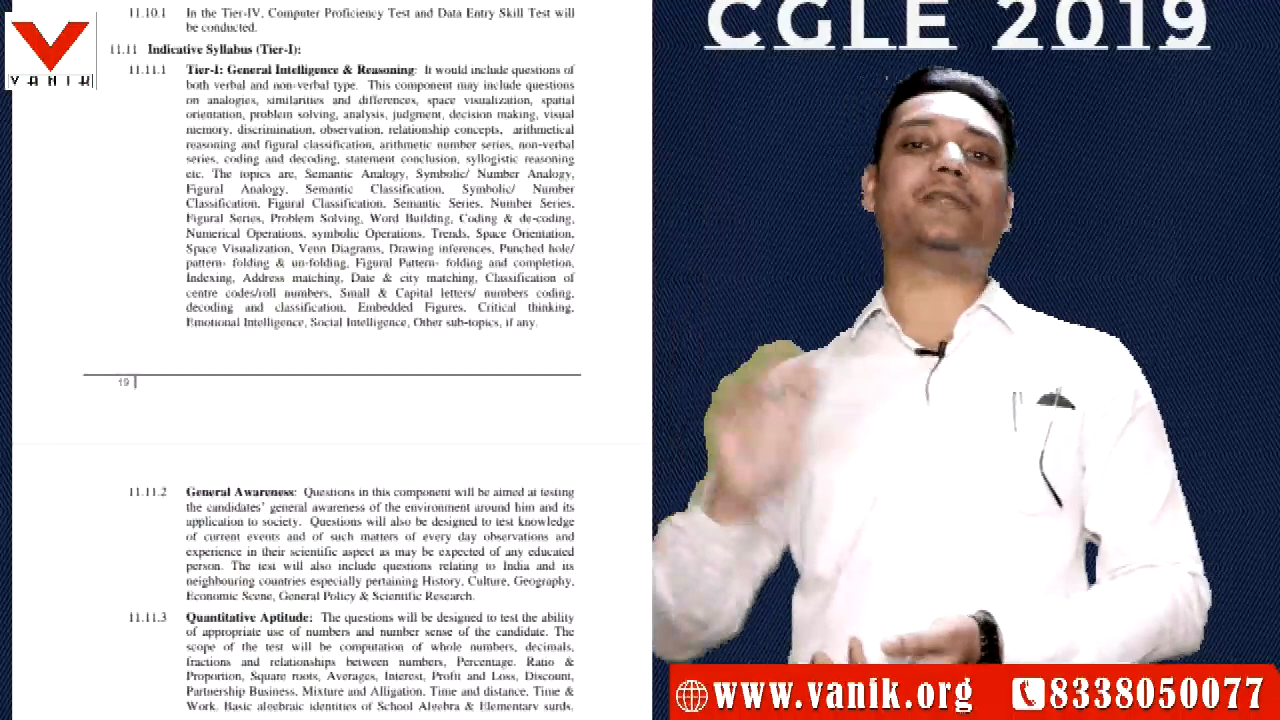 11.10.1 In the Tier-IV, Computer Proficiency Test and Data Entry Skill Test will
be conducted.
11.11 Indicative Syllabus (Tier-I):
11.11.1 Tier-I: General Intelligence & Reasoning: It would include questions of
both verbal and non-verbal type. This component may include questions
on analogies, similarities and differences, space visualization, spatial
orientation, problem solving, analysis, judgment, decision making, visual
memory, discrimination, observation, relationship concepts, arithmetical
reasoning and figural classification, arithmetic number series, non-verbal
series, coding and decoding, statement conclusion, syllogistic reasoning
etc. The topics are, Semantic Analogy, Symbolic/ Number Analogy,
Figural Analogy, Semantic Classification, Symbolic/ Number
Classification, Figural Classification, Semantic Series, Number Series,
Figural Series, Problem Solving, Word Building, Coding & de-coding,
Numerical Operations, symbolic Operations, Trends, Space Orientation,
Space Visualization, Venn Diagrams, Drawing inferences, Punched hole/
pattern- folding & un-folding, Figural Pattern- folding and completion,
Indexing, Address matching, Date & city matching, Classification of
centre codes/roll numbers, Small & Capital letters/ numbers coding,
decoding and classification, Embedded Figures, Critical thinking,
Emotional Intelligence, Social Intelligence, Other sub-topics, if any.
19 |
11.11.2 General Awareness: Questions in this component will be aimed at testing
the candidates' general awareness of the environment around him and its
application to society. Questions will also be designed to test knowledge
of current events and of such matters of every day observations and
experience in their scientific aspect as may be expected of any educated
person. The test will also include questions relating to India and its
neighbouring countries especially pertaining History, Culture, Geography,
Economic Scene, General Policy & Scientific Research.
11.11.3 Quantitative Aptitude: The questions will be designed to test the ability
of appropriate use of numbers and number sense of the candidate. The
scope of the test will be computation of whole numbers, decimals,
fractions and relationships between numbers, Percentage, Ratio &
Proportion, Square roots, Averages, Interest, Profit and Loss, Discount,
Partnership Business, Mixture and Alligation, Time and distance, Time &
Work, Basic algebraic identities of School Algebra & Elementary surds,
VANIK
CGLE 2019
www.vanik.org 8338050077